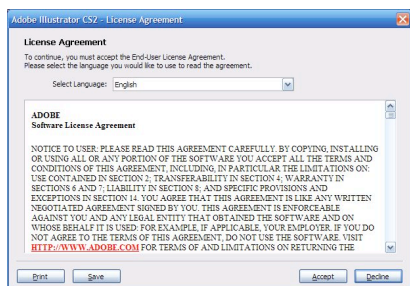 Adobe Illustrator CS2 - License Agreement
License Agreement
To continue, you must accept the End-User License Agreement.
Please select the language you would like to use to read the agreement.
Select Language: English
ADOBE
Software License Agreement
NOTICE TO USER: PLEASE READ THIS AGREEMENT CAREFULLY. BY COPYING, INSTALLING
OR USING ALL OR ANY PORTION OF THE SOFTWARE YOU ACCEPT ALL THE TERMS AND
CONDITIONS OF THIS AGREEMENT, INCLUDING, IN PARTICULAR THE LIMITATIONS ON:
USE CONTAINED IN SECTION 2; TRANSFERABILITY IN SECTION 4; WARRANTY IN
SECTIONS 6 AND 7; LIABILITY IN SECTION 8; AND SPECIFIC PROVISIONS AND
EXCEPTIONS IN SECTION 14. YOU AGREE THAT THIS AGREEMENT IS LIKE ANY WRITTEN
NEGOTIATED AGREEMENT SIGNED BY YOU. THIS AGREEMENT IS ENFORCEABLE
AGAINST YOU AND ANY LEGAL ENTITY THAT OBTAINED THE SOFTWARE AND ON
WHOSE BEHALF IT IS USED: FOR EXAMPLE, IF APPLICABLE, YOUR EMPLOYER. IF YOU DO
NOT AGREE TO THE TERMS OF THIS AGREEMENT, DO NOT USE THE SOFTWARE. VISIT
HTTP://WWW.ADOBE.COM FOR TERMS OF AND LIMITATIONS ON RETURNING THE
Print Save Accept Decline